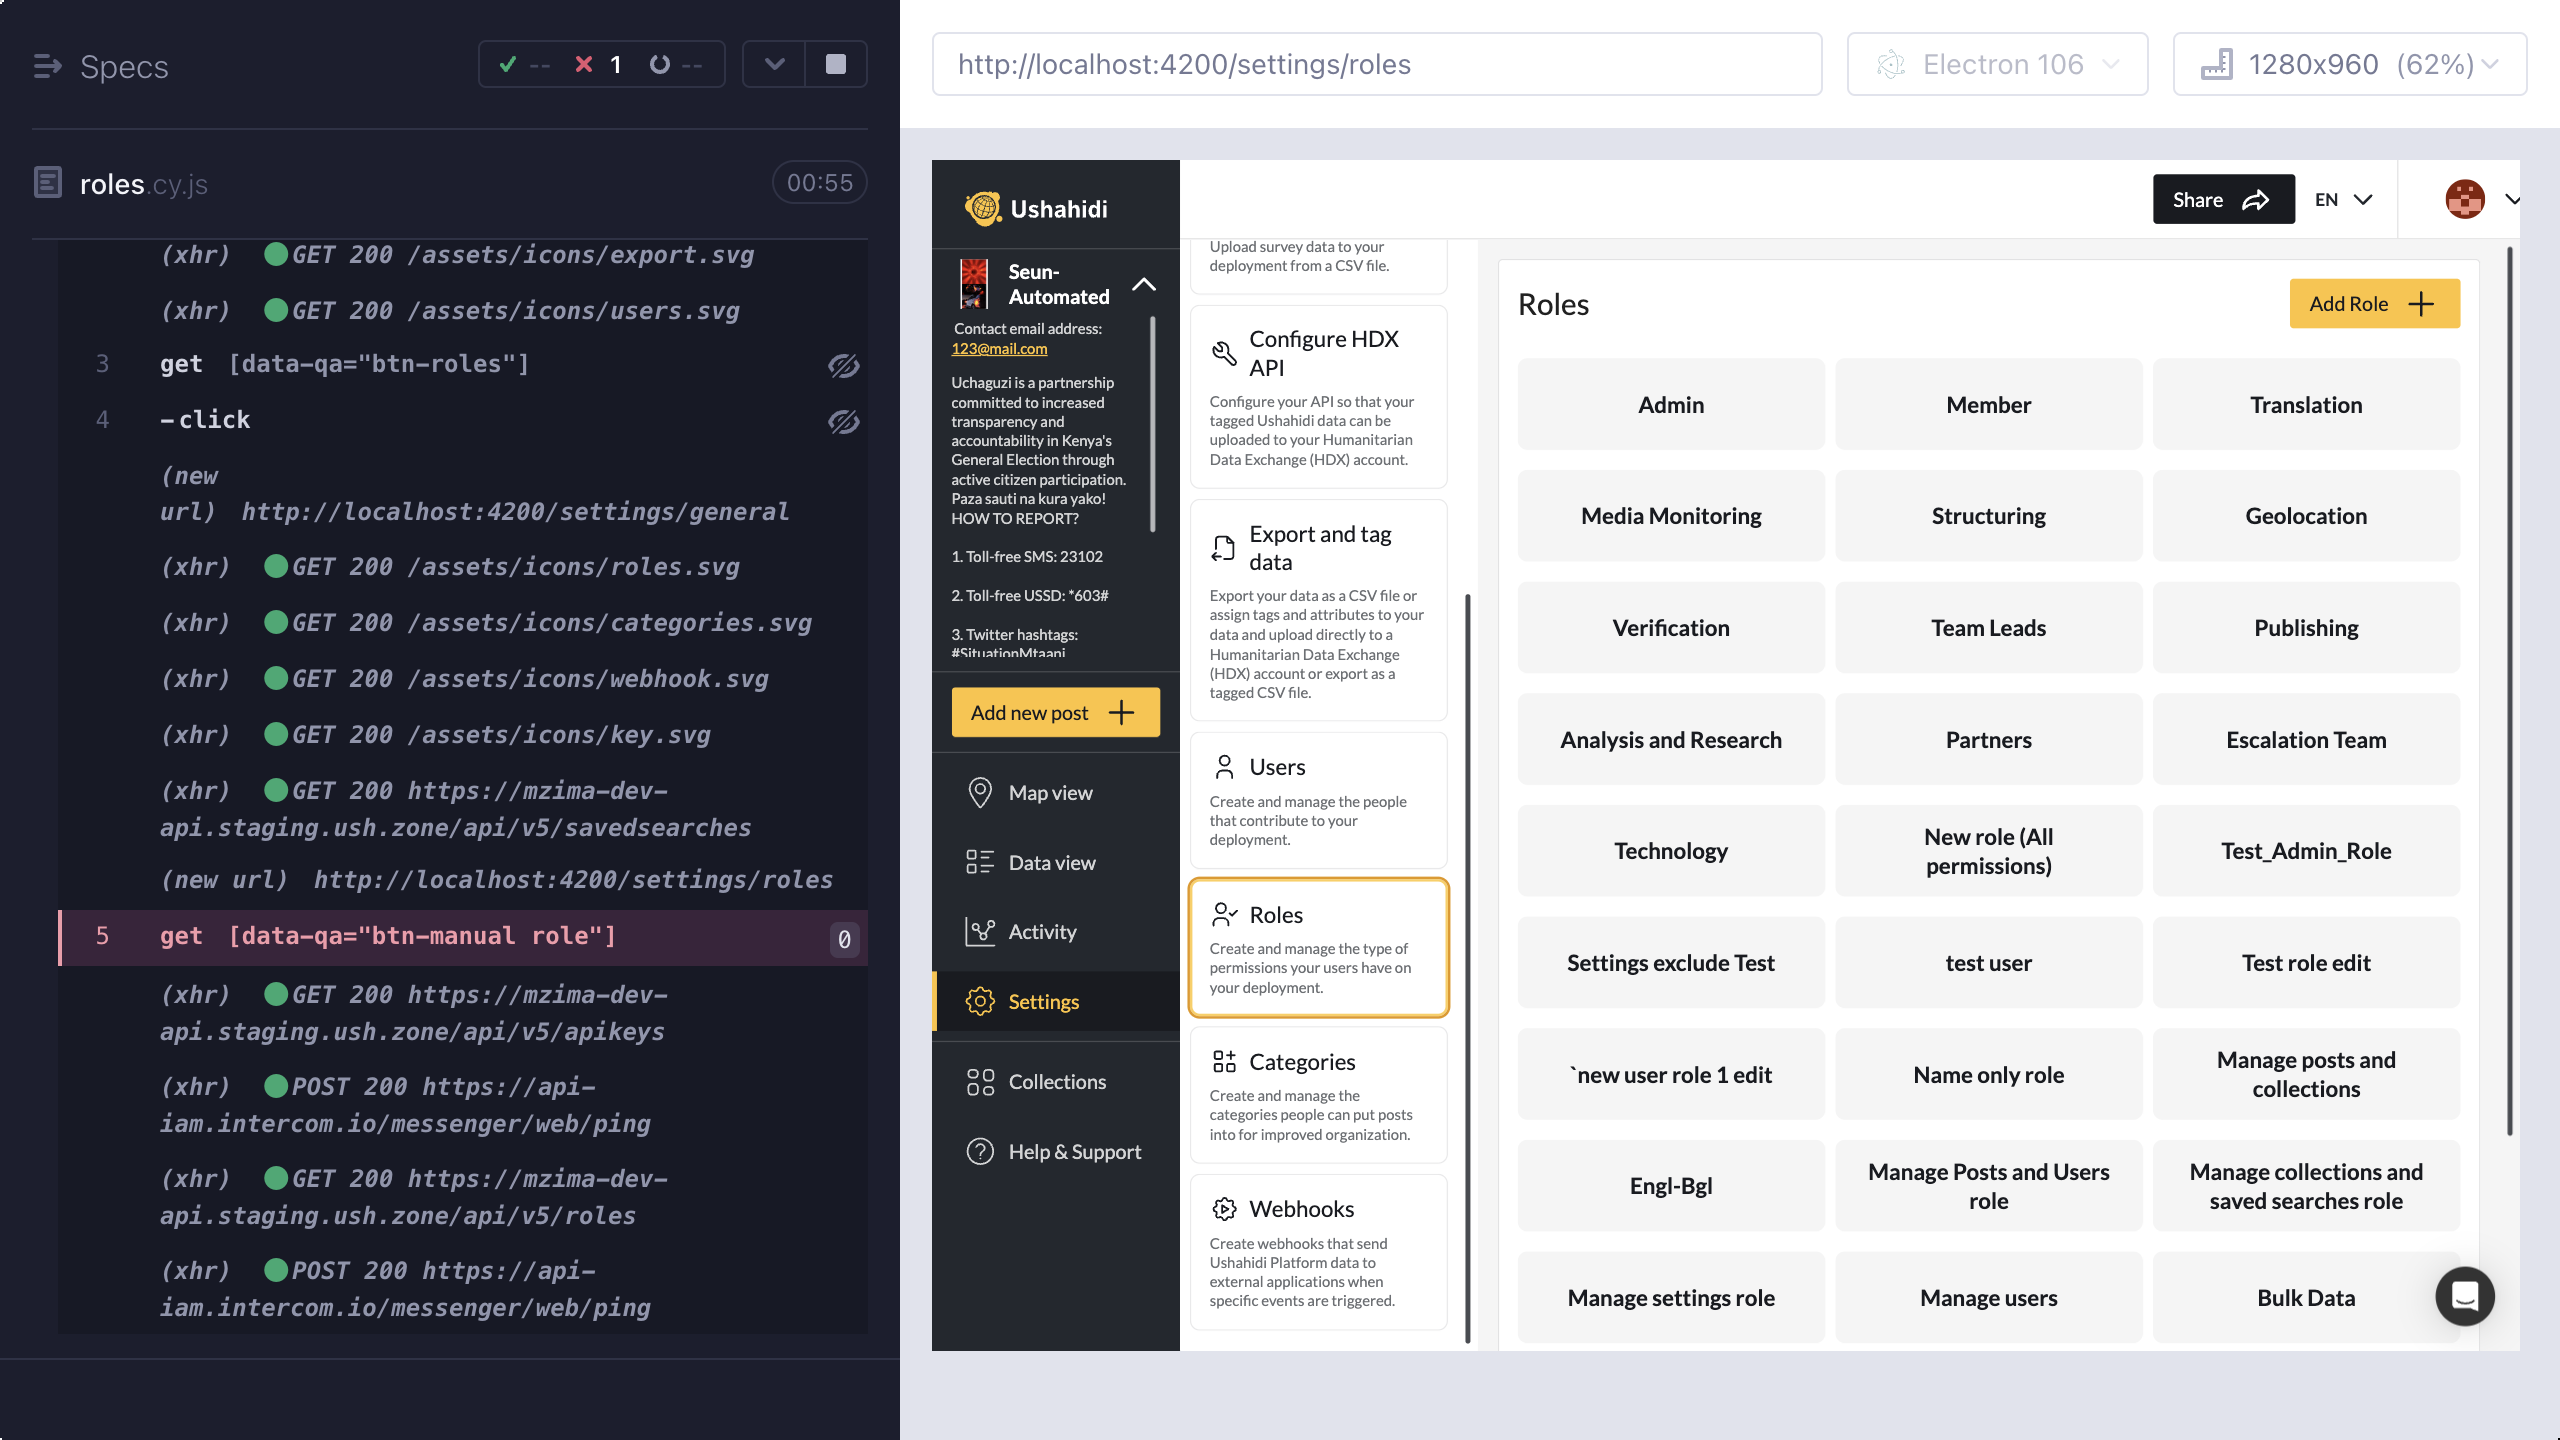 Specs
-- 1 --
roles.cy.js
00:55
(xhr) GET 200 /assets/icons/export.svg
(xhr) GET 200 /assets/icons/users.svg
3 get [data-qa="btn-roles"]
4 -click
(new
url) http://localhost:4200/settings/general
(xhr) GET 200 /assets/icons/roles.svg
(xhr) GET 200 /assets/icons/categories.svg
(xhr) GET 200 /assets/icons/webhook.svg
(xhr) GET 200 /assets/icons/key.svg
(xhr) GET 200 https://mzima-dev-
api.staging.ush.zone/api/v5/savedsearches
(new url) http://localhost:4200/settings/roles
5 get [data-qa="btn-manual role"] 0
(xhr) GET 200 https://mzima-dev-
api.staging.ush.zone/api/v5/apikeys
(xhr) POST 200 https://api-
iam.intercom.io/messenger/web/ping
(xhr) GET 200 https://mzima-dev-
api.staging.ush.zone/api/v5/roles
(xhr) POST 200 https://api-
iam.intercom.io/messenger/web/ping
http://localhost:4200/settings/roles
Electron 106
1280x960 (62%)
Ushahidi
Seun-
Automated
Contact email address:
123@mail.com
Uchaguzi is a partnership
committed to increased
transparency and
accountability in Kenya's
General Election through
active citizen participation.
Paza sauti na kura yako!
HOW TO REPORT?
1. Toll-free SMS: 23102
2. Toll-free USSD: *603#
3. Twitter hashtags:
#SituationMtaani
Add new post
Map view
Data view
Activity
Settings
Collections
Help & Support
Share
EN
Upload survey data to your
deployment from a CSV file.
Configure HDX
API
Configure your API so that your
tagged Ushahidi data can be
uploaded to your Humanitarian
Data Exchange (HDX) account.
Export and tag
data
Export your data as a CSV file or
assign tags and attributes to your
data and upload directly to a
Humanitarian Data Exchange
(HDX) account or export as a
tagged CSV file.
Users
Create and manage the people
that contribute to your
deployment.
Roles
Create and manage the type of
permissions your users have on
your deployment.
Categories
Create and manage the
categories people can put posts
into for improved organization.
Webhooks
Create webhooks that send
Ushahidi Platform data to
external applications when
specific events are triggered.
Roles
Add Role
Admin
Member
Translation
Media Monitoring
Structuring
Geolocation
Verification
Team Leads
Publishing
Analysis and Research
Partners
Escalation Team
Technology
New role (All
permissions)
Test_Admin_Role
Settings exclude Test
test user
Test role edit
`new user role 1 edit
Name only role
Manage posts and
collections
Engl-Bgl
Manage Posts and Users
role
Manage collections and
saved searches role
Manage settings role
Manage users
Bulk Data